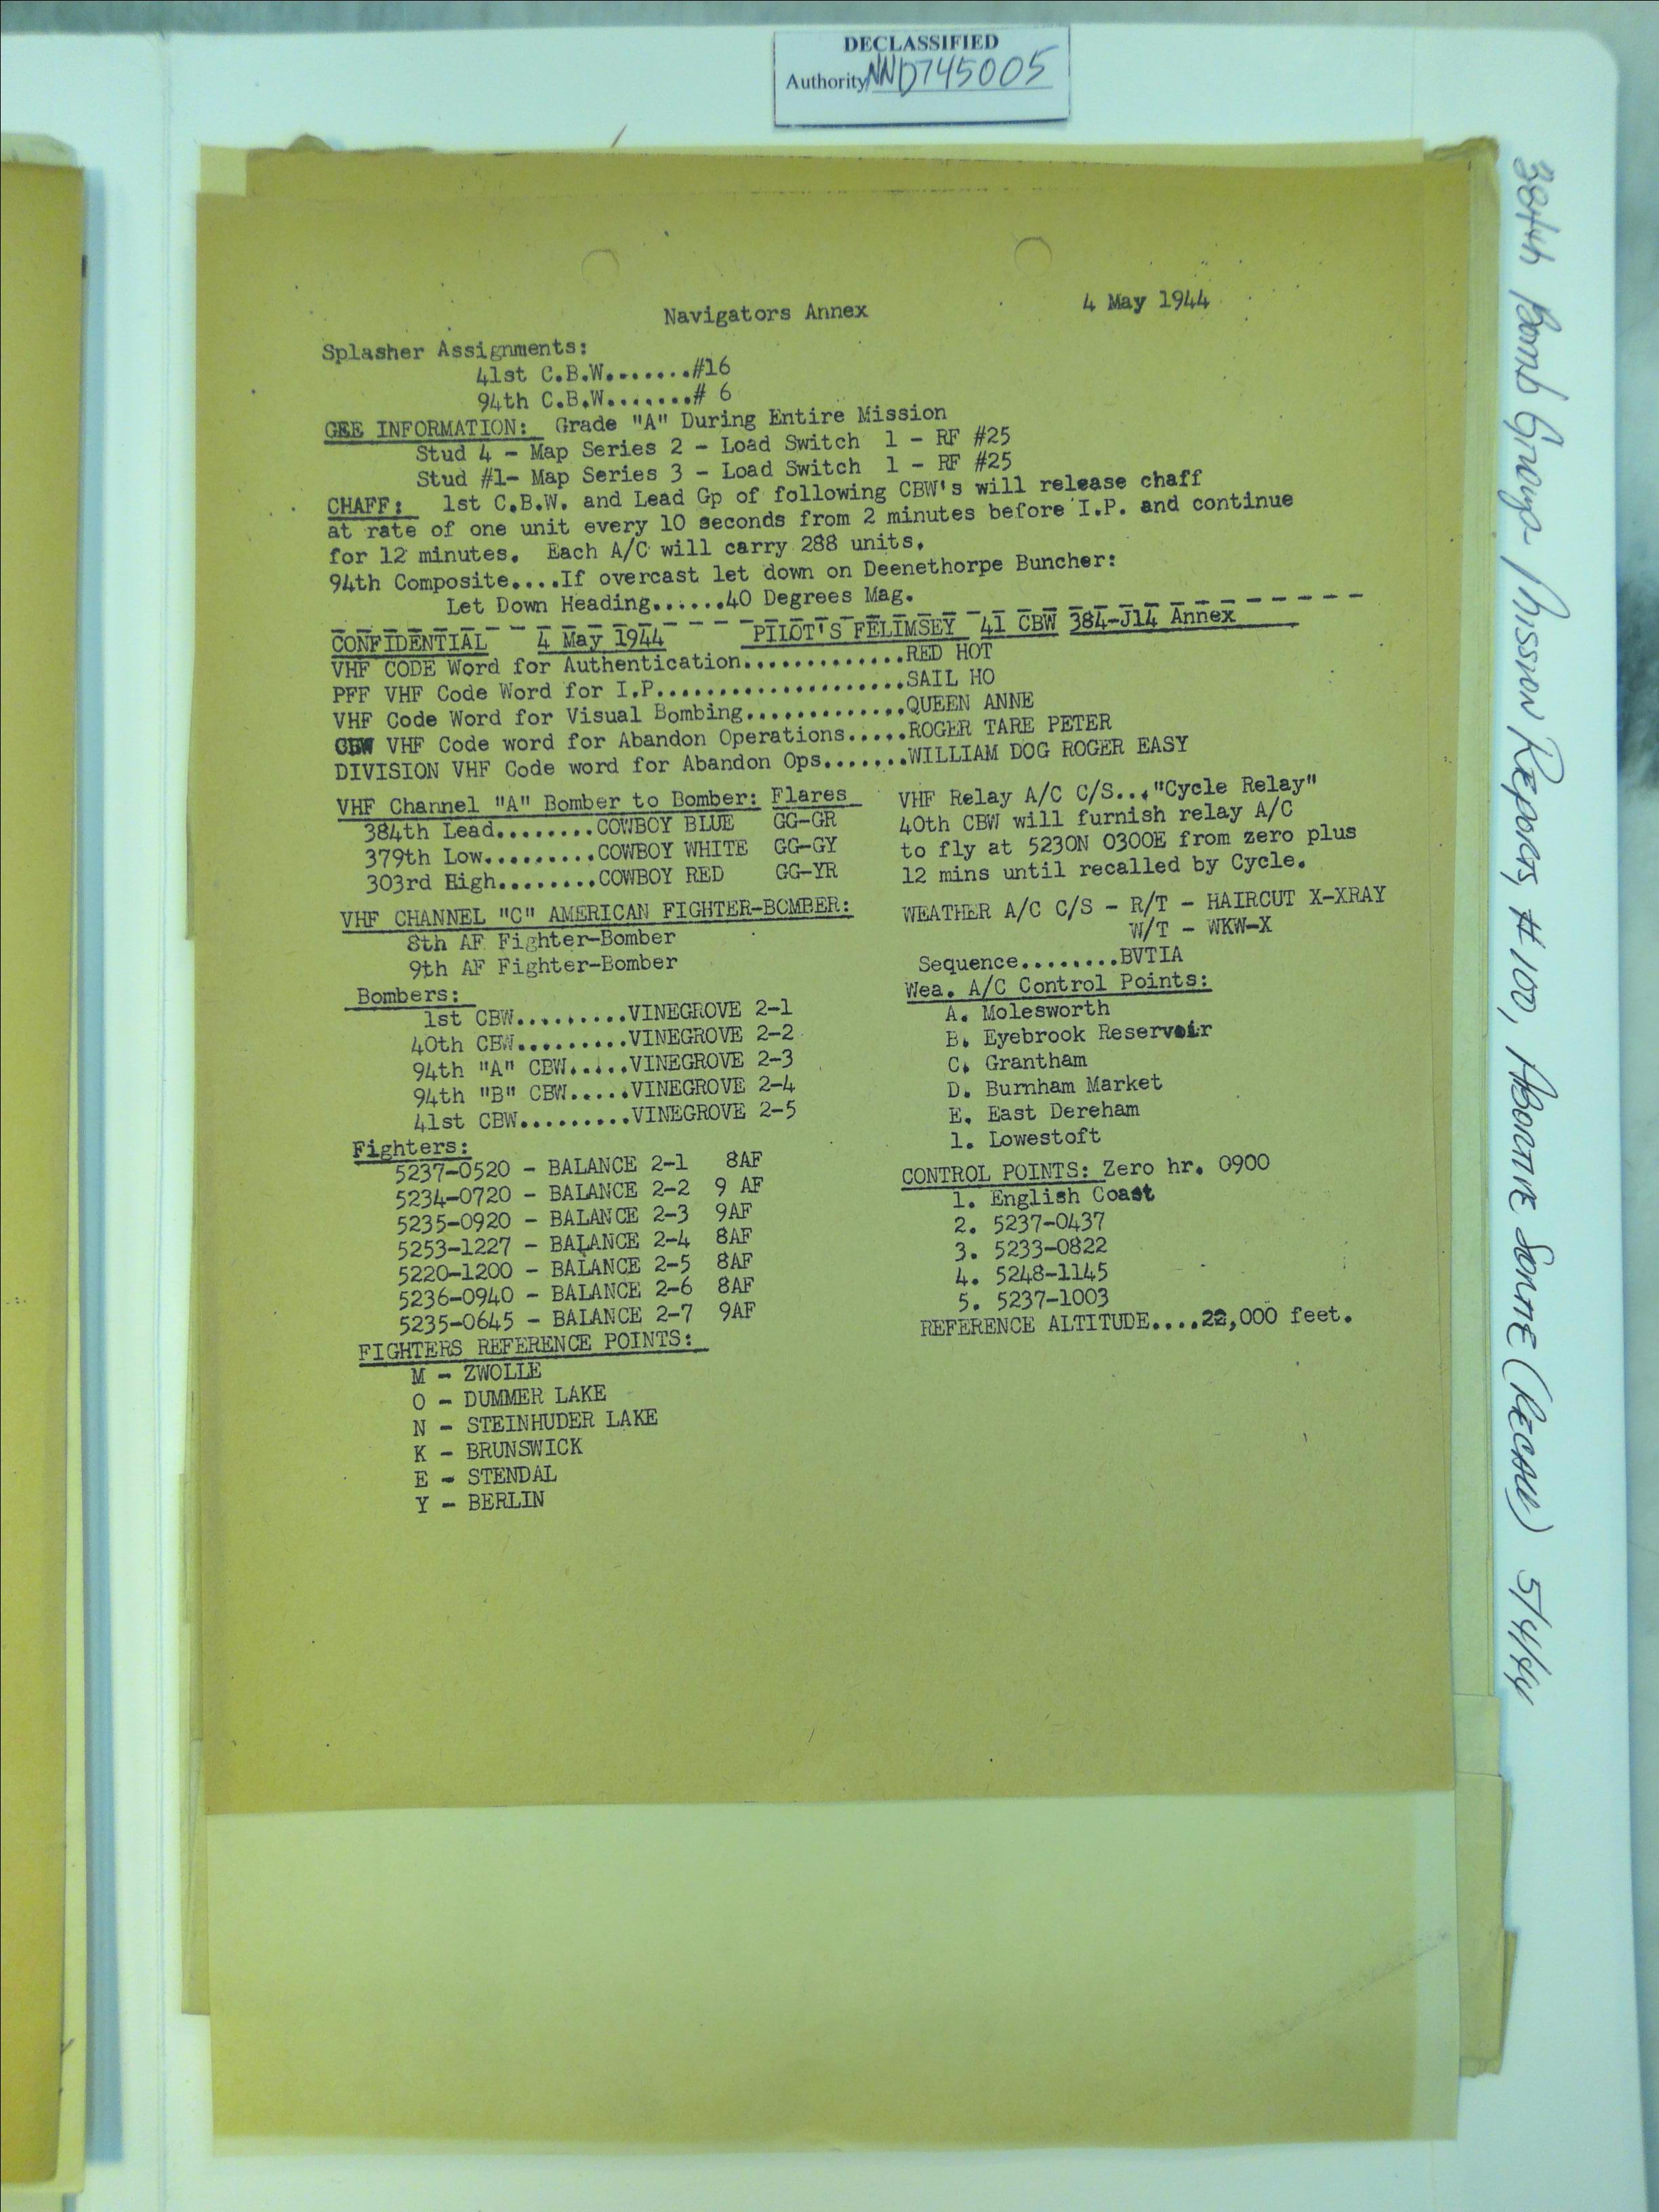 DECLASSIFIED
Authority NND745005
Navigators Annex 4 May 1944
Splasher Assignments:
41st C.B.W.......#16
94th C.B.W.......# 6
GEE INFORMATION: Grade "A" During Entire Mission
Stud 4 - Map Series 2 - Load Switch 1 - RF #25
Stud #1- Map Series 3 - Load Switch 1 - RF #25
CHAFF: 1st C.B.W. and Lead Gp of following CBW's will release chaff
at rate of one unit every 10 seconds from 2 minutes before I.P. and continue
for 12 minutes. Each A/C will carry 288 units.
94th Composite....If overcast let down on Deenethorpe Buncher:
Let Down Heading......40 Degrees Mag.
CONFIDENTIAL 4 May 1944 PILOT'S FELIMSEY 41 CBW 384-J14 Annex
VHF CODE Word for Authentication.............RED HOT
PFF VHF Code Word for I.P....................SAIL HO
VHF Code Word for Visual Bombing.............QUEEN ANNE
CBW VHF Code word for Abandon Operations.....ROGER TARE PETER
DIVISION VHF Code word for Abandon Ops.......WILLIAM DOG ROGER EASY
VHF Channel "A" Bomber to Bomber: Flares
384th Lead........COWBOY BLUE GG-GR
379th Low.........COWBOY WHITE GG-GY
303rd High........COWBOY RED GG-YR
VHF CHANNEL "C" AMERICAN FIGHTER-BOMBER:
8th AF Fighter-Bomber
9th AF Fighter-Bomber
Bombers:
1st CBW.........VINEGROVE 2-1
40th CBW.........VINEGROVE 2-2
94th "A" CBW.....VINEGROVE 2-3
94th "B" CBW.....VINEGROVE 2-4
41st CBW.........VINEGROVE 2-5
Fighters:
5237-0520 - BALANCE 2-1 8AF
5234-0720 - BALANCE 2-2 9 AF
5235-0920 - BALANCE 2-3 9AF
5253-1227 - BALANCE 2-4 8AF
5220-1200 - BALANCE 2-5 8AF
5236-0940 - BALANCE 2-6 8AF
5235-0645 - BALANCE 2-7 9AF
FIGHTERS REFERENCE POINTS:
M - ZWOLLE
O - DUMMER LAKE
N - STEINHUDER LAKE
K - BRUNSWICK
E - STENDAL
Y - BERLIN
VHF Relay A/C C/S..."Cycle Relay"
40th CBW will furnish relay A/C
to fly at 5230N 0300E from zero plus
12 mins until recalled by Cycle.
WEATHER A/C C/S - R/T - HAIRCUT X-XRAY
W/T - WKW-X
Sequence........BVTIA
Wea. A/C Control Points:
A. Molesworth
B. Eyebrook Reservoir
C. Grantham
D. Burnham Market
E. East Dereham
1. Lowestoft
CONTROL POINTS: Zero hr. 0900
1. English Coast
2. 5237-0437
3. 5233-0822
4. 5248-1145
5. 5237-1003
REFERENCE ALTITUDE....22,000 feet.
384th Bomb Group Mission Reports, #100, Abortive Sortie (Recall) 5/4/44